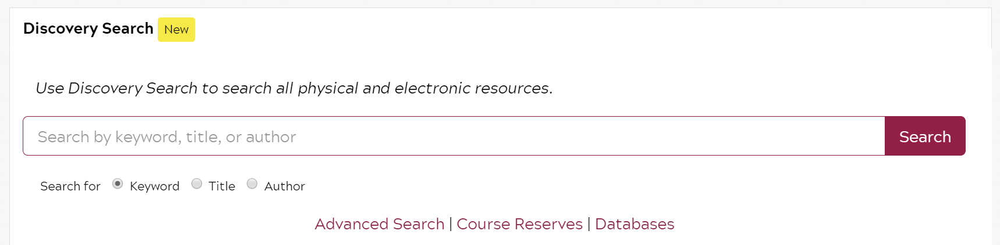 Discovery Search New
Use Discovery Search to search all physical and electronic resources.
Search by keyword, title, or author Search
Search for Keyword Title Author
Advanced Search | Course Reserves | Databases